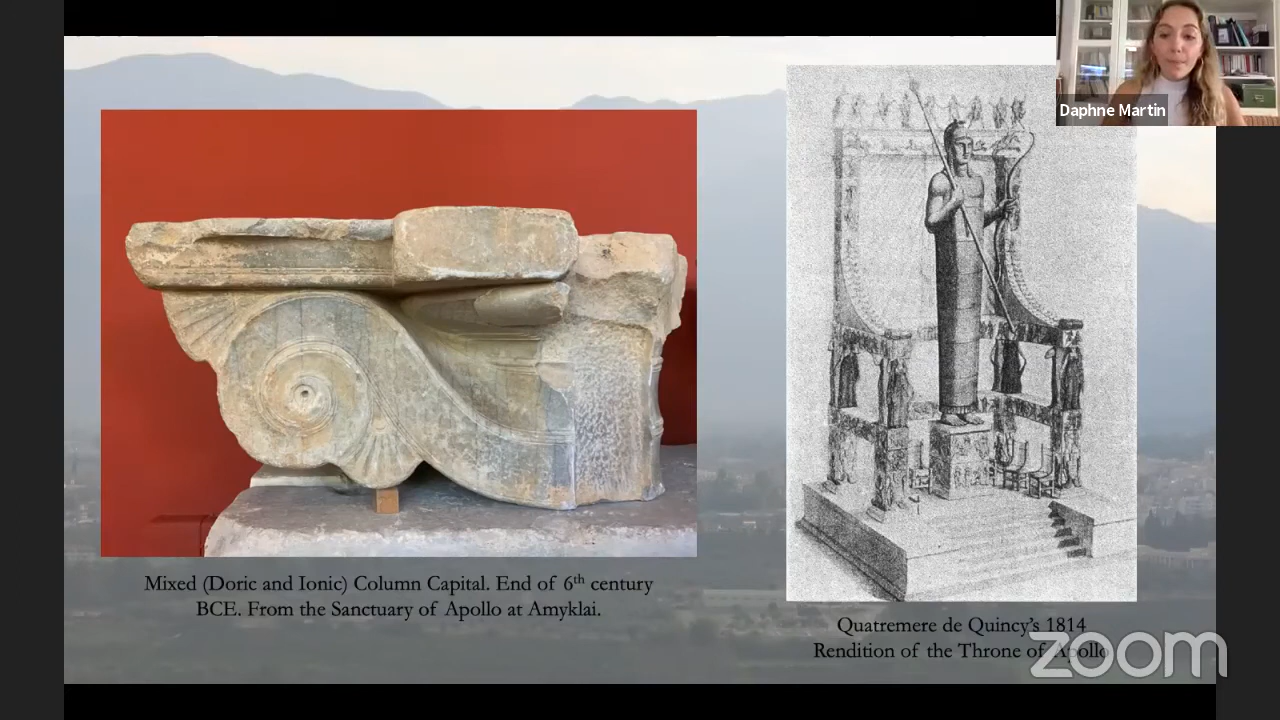 Daphne Martin
Mixed (Doric and Ionic) Column Capital. End of 6th century
BCE. From the Sanctuary of Apollo at Amyklai.
Quatremere de Quincy's 1814
Rendition of the Throne of Apollo
zoom